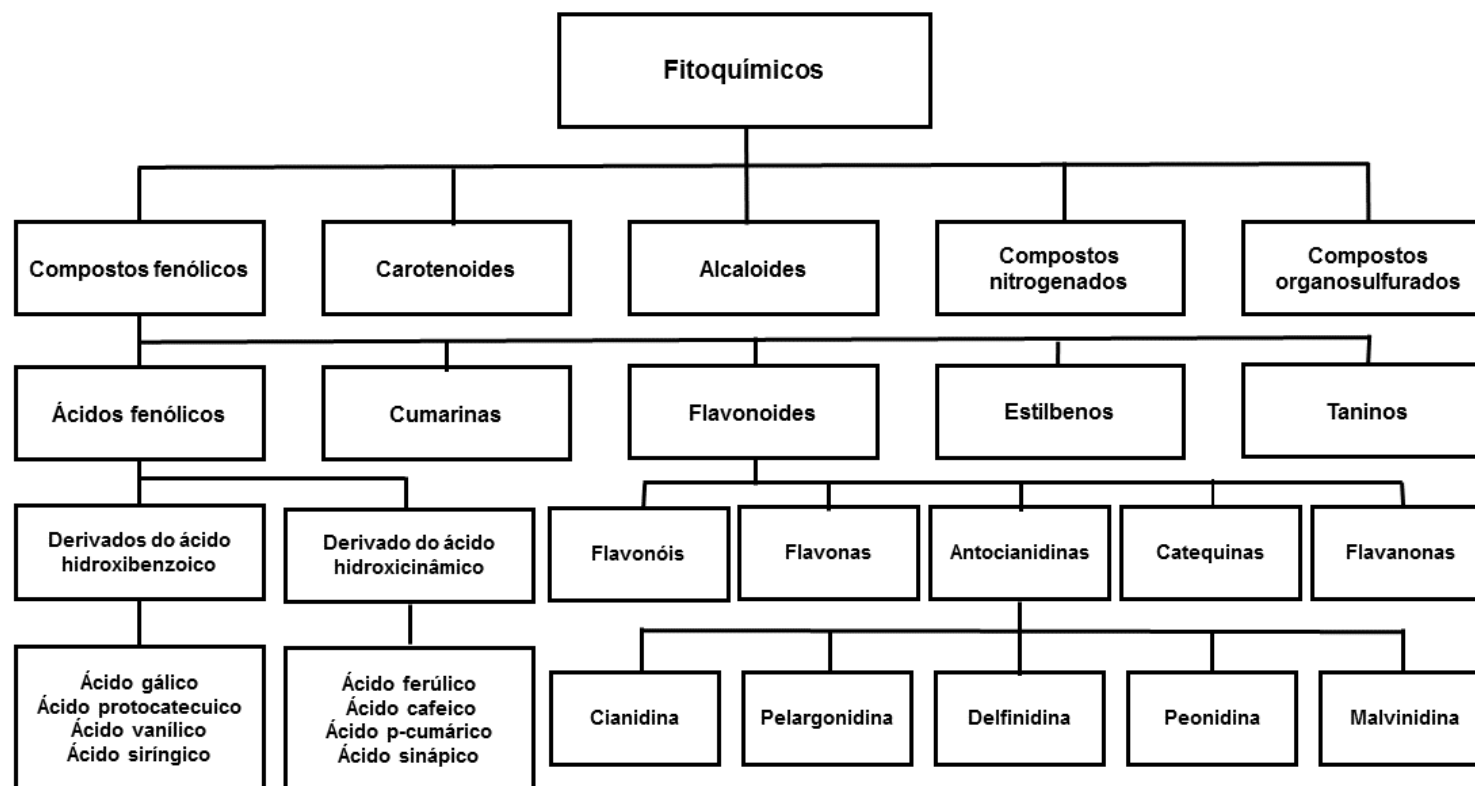 Fitoquímicos
Compostos fenólicos
Carotenoides
Alcaloides
Compostos
nitrogenados
Compostos
organosulfurados
Ácidos fenólicos
Cumarinas
Flavonoides
Estilbenos
Taninos
Derivados do ácido
hidroxibenzoico
Derivado do ácido
hidroxicinâmico
Flavonóis
Flavonas
Antocianidinas
Catequinas
Flavanonas
Ácido gálico
Ácido protocatecuico
Ácido vanílico
Ácido siríngico
Ácido ferúlico
Ácido cafeico
Ácido p-cumárico
Ácido sinápico
Cianidina
Pelargonidina
Delfinidina
Peonidina
Malvinidina